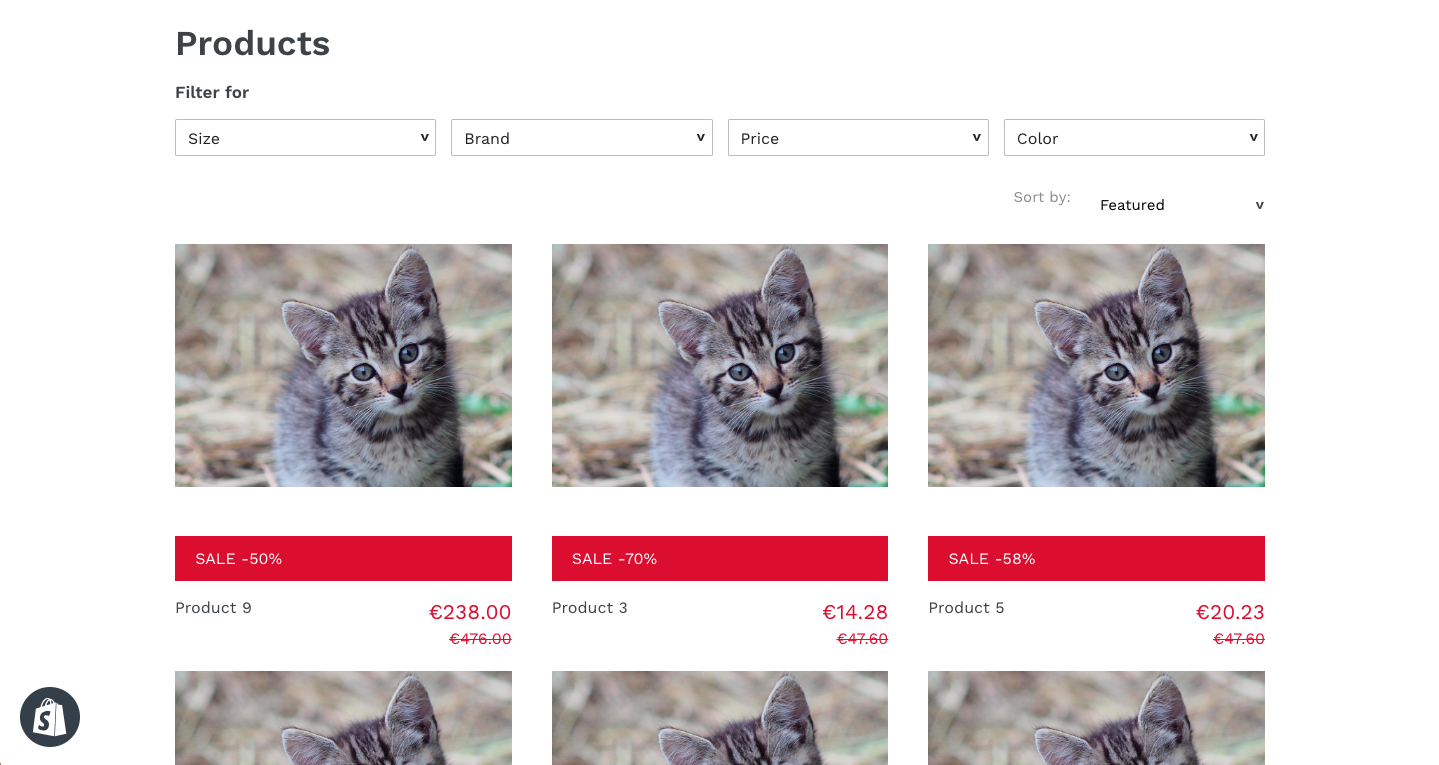 Products
Filter for
Size v Brand v Price v Color v
Sort by: Featured v
SALE -50% SALE -70% SALE -58%
Product 9 €238.00 Product 3 €14.28 Product 5 €20.23
€476.00 €47.60 €47.60
S